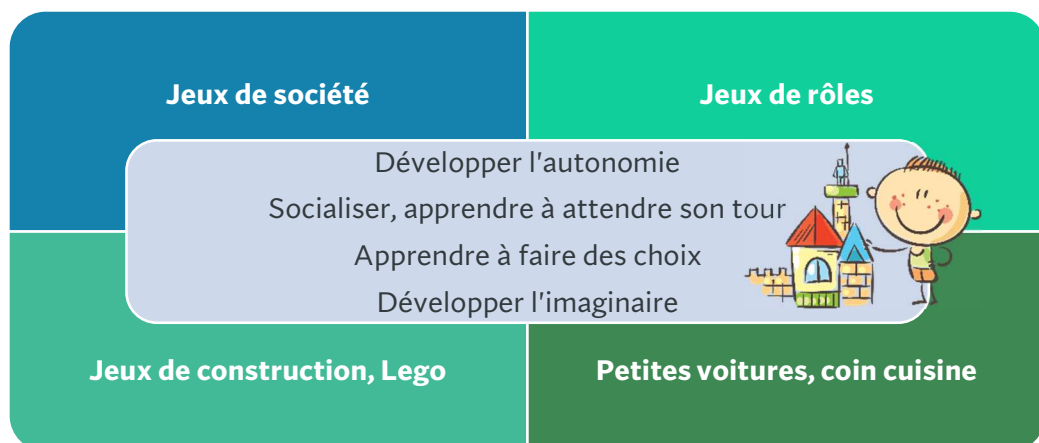 Jeux de société
Jeux de rôles
Développer l'autonomie
Socialiser, apprendre à attendre son tour
Apprendre à faire des choix
Développer l'imaginaire
Jeux de construction, Lego
Petites voitures, coin cuisine